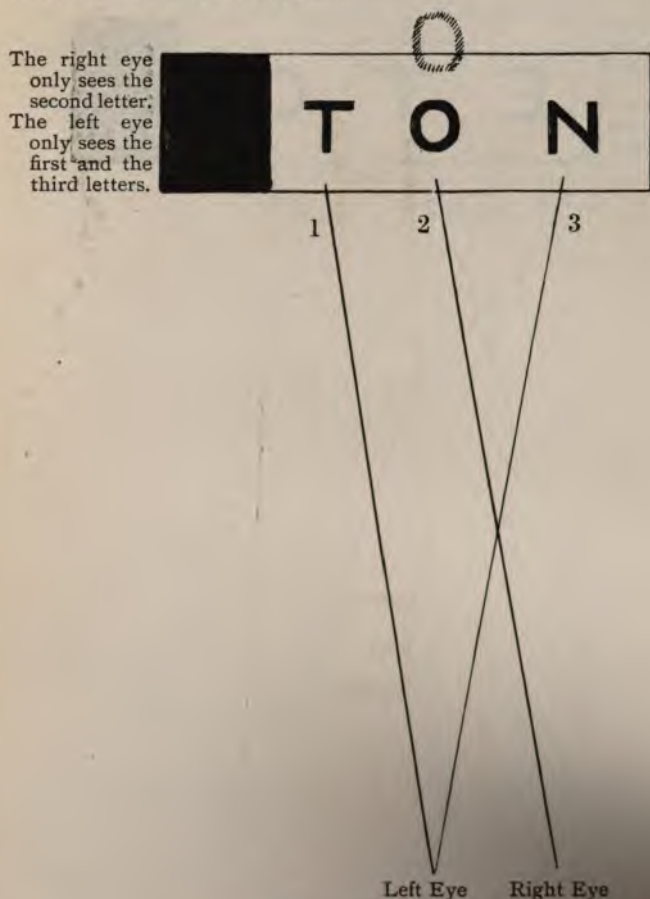 The right eye
only sees the
second letter.
The left eye
only sees the
first and the
third letters.
O
T O N
1 2 3
Left Eye Right Eye